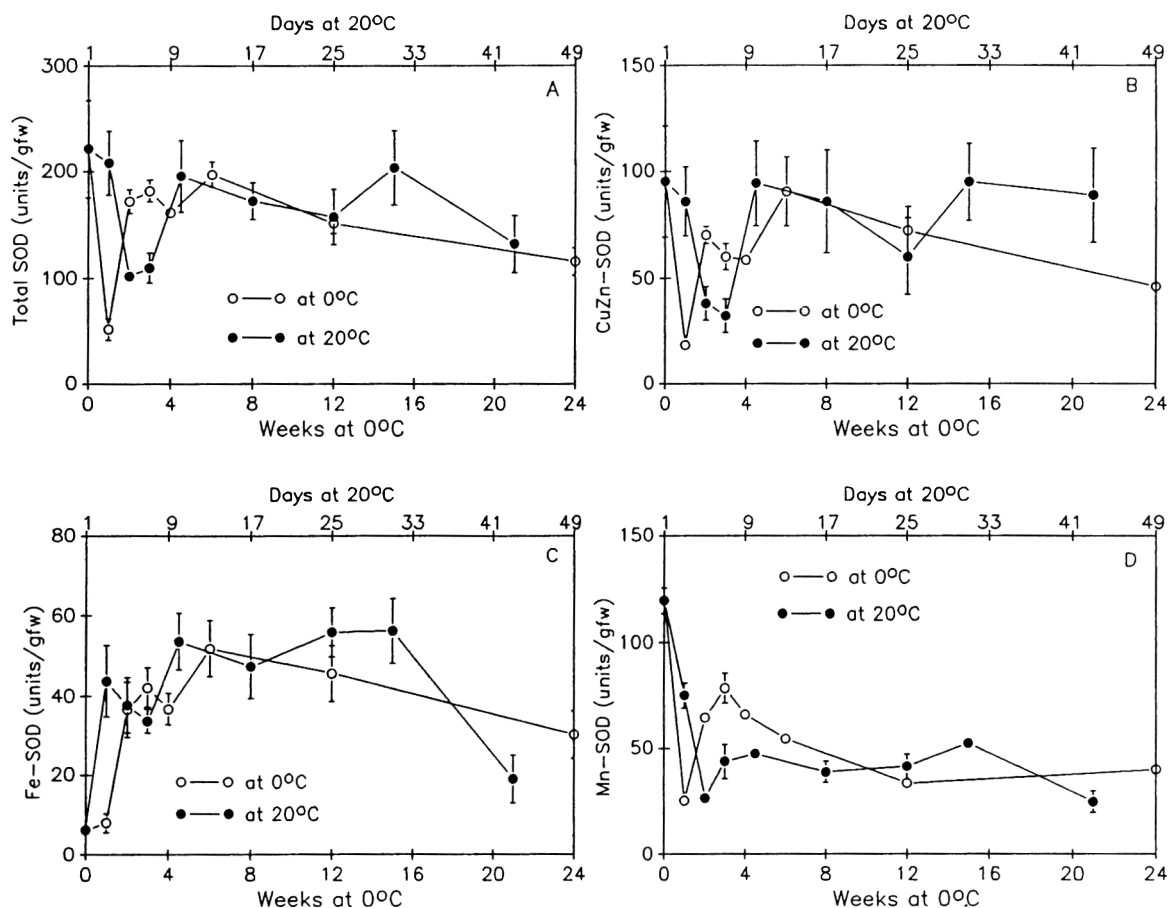 Days at 20°C
1 9 17 25 33 41 49
300
200
100
0
Total SOD (units/gfw)
A
at 0°C
at 20°C
0 4 8 12 16 20 24
Weeks at 0°C
Days at 20°C
1 9 17 25 33 41 49
150
100
50
0
CuZn-SOD (units/gfw)
B
at 0°C
at 20°C
0 4 8 12 16 20 24
Weeks at 0°C
Days at 20°C
1 9 17 25 33 41 49
80
60
40
20
0
Fe-SOD (units/gfw)
C
at 0°C
at 20°C
0 4 8 12 16 20 24
Weeks at 0°C
Days at 20°C
1 9 17 25 33 41 49
150
100
50
0
Mn-SOD (units/gfw)
D
at 0°C
at 20°C
0 4 8 12 16 20 24
Weeks at 0°C